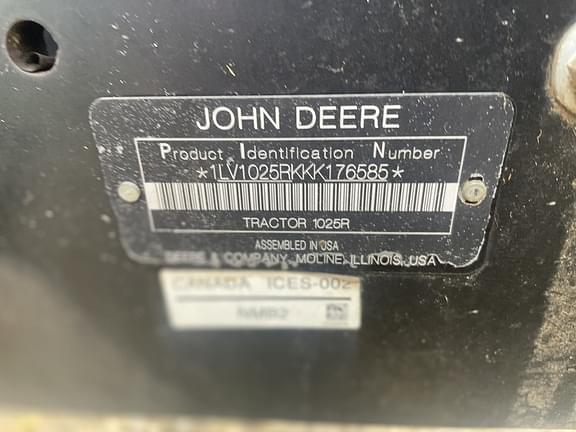 JOHN DEERE
Product Identification Number
*1LV1025RKKK176585*
TRACTOR 1025R
ASSEMBLED IN USA
DEERE & COMPANY, MOLINE, ILLINOIS, USA
CANADA ICES-002